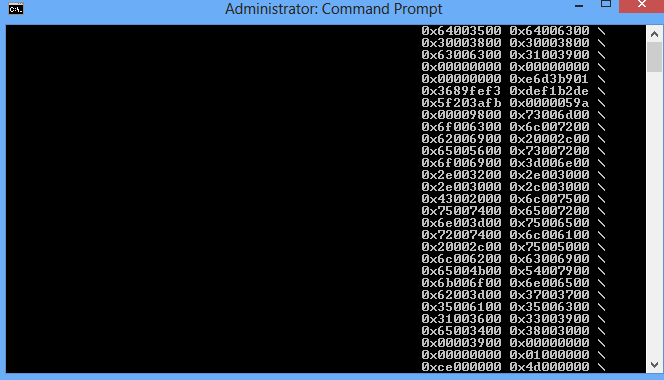 Administrator: Command Prompt
0x64003500 0x64006300 \
0x30003800 0x30003800 \
0x63006300 0x31003900 \
0x00000000 0x00000000 \
0x00000000 0xe6d3b901 \
0x3689fef3 0xdef1b2de \
0x5f203afb 0x0000059a \
0x00009800 0x73006d00 \
0x6f006300 0x6c007200 \
0x62006900 0x20002c00 \
0x65005600 0x73007200 \
0x6f006900 0x3d006e00 \
0x2e003200 0x2e003000 \
0x2e003000 0x2c003000 \
0x43002000 0x6c007500 \
0x75007400 0x65007200 \
0x6e003d00 0x75006500 \
0x72007400 0x6c006100 \
0x20002c00 0x75005000 \
0x6c006200 0x63006900 \
0x65004b00 0x54007900 \
0x6b006f00 0x6e006500 \
0x62003d00 0x37003700 \
0x35006100 0x35006300 \
0x31003600 0x33003900 \
0x65003400 0x38003000 \
0x00003900 0x00000000 \
0x00000000 0x01000000 \
0xce000000 0x4d000000 \